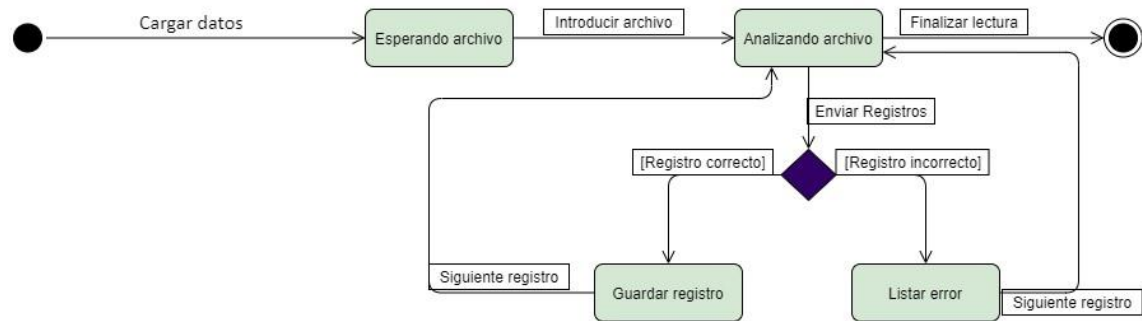 Cargar datos
Esperando archivo
Introducir archivo
Analizando archivo
Finalizar lectura
Enviar Registros
[Registro correcto]
[Registro incorrecto]
Siguiente registro
Guardar registro
Listar error
Siguiente registro